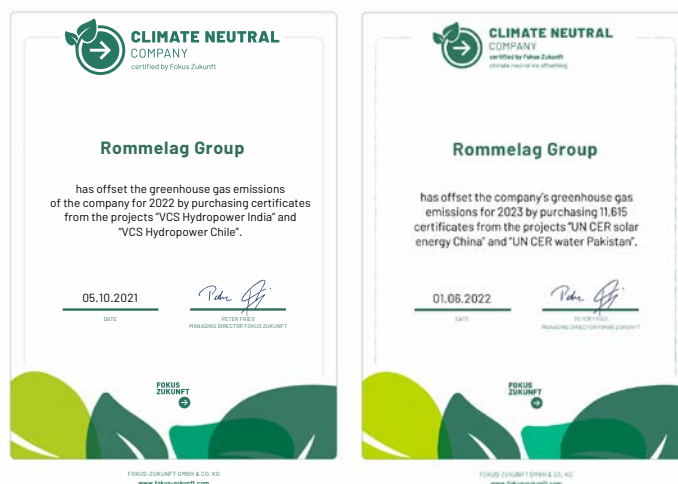 CLIMATE NEUTRAL
COMPANY
certified by Fokus Zukunft
Rommelag Group
has offset the greenhouse gas emissions
of the company for 2022 by purchasing certificates
from the projects “VCS Hydropower India” and
“VCS Hydropower Chile”.
05.10.2021
DATE
PETER FRIES
MANAGING DIRECTOR FOKUS ZUKUNFT
FOKUS
ZUKUNFT
FOKUS-ZUKUNFT GMBH & CO. KG
www.fokus-zukunft.com
CLIMATE NEUTRAL
COMPANY
certified by Fokus Zukunft
climate neutral via offsetting
Rommelag Group
has offset the company's greenhouse gas
emissions for 2023 by purchasing 11.615
certificates from the projects “UN CER solar
energy China” and “UN CER water Pakistan”.
01.06.2022
DATE
PETER FRIES
MANAGING DIRECTOR FOKUS ZUKUNFT
FOKUS
ZUKUNFT
FOKUS-ZUKUNFT GMBH & CO. KG
www.fokus-zukunft.com